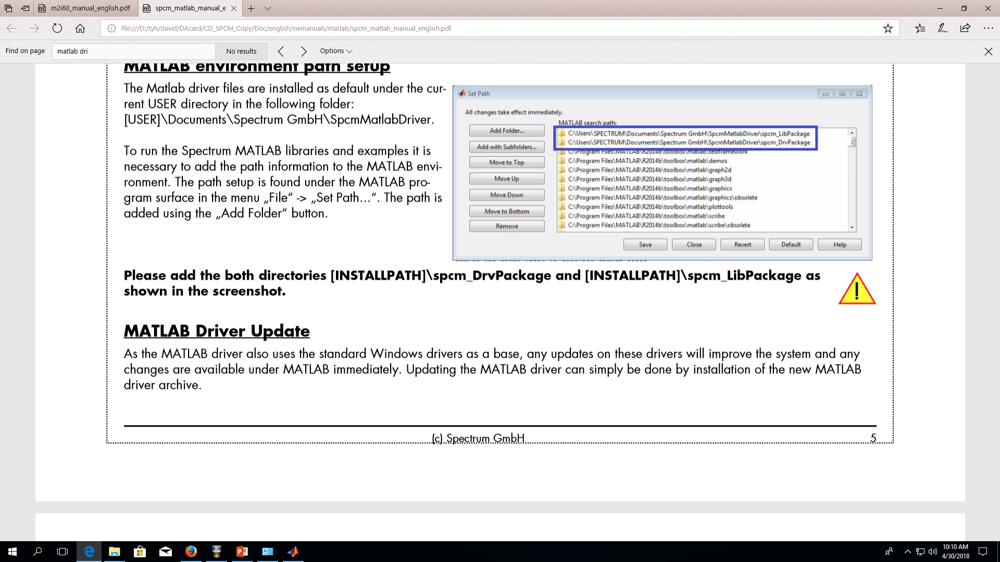 m2i60_manual_english.pdf
spcm_matlab_manual_e
file:///D:/tyh/david/DAcard/CD_SPCM_Copy/Doc/english/swmanuals/matlab/spcm_matlab_manual_english.pdf
Find on page
matlab dri
No results
Options
MATLAB environment path setup
The Matlab driver files are installed as default under the cur-
rent USER directory in the following folder:
[USER]\Documents\Spectrum GmbH\SpcmMatlabDriver.
To run the Spectrum MATLAB libraries and examples it is
necessary to add the path information to the MATLAB envi-
ronment. The path setup is found under the MATLAB pro-
gram surface in the menu „File“ -> „Set Path...“. The path is
added using the „Add Folder“ button.
Set Path
All changes take effect immediately.
MATLAB search path:
Add Folder...
Add with Subfolders...
Move to Top
Move Up
Move Down
Move to Bottom
Remove
C:\Users\SPECTRUM\Documents\Spectrum GmbH\SpcmMatlabDriver\spcm_LibPackage
C:\Users\SPECTRUM\Documents\Spectrum GmbH\SpcmMatlabDriver\spcm_DrvPackage
C:\Program Files\MATLAB\R2014b\toolbox\matlab\testframework
C:\Program Files\MATLAB\R2014b\toolbox\matlab\demos
C:\Program Files\MATLAB\R2014b\toolbox\matlab\graph2d
C:\Program Files\MATLAB\R2014b\toolbox\matlab\graph3d
C:\Program Files\MATLAB\R2014b\toolbox\matlab\graphics
C:\Program Files\MATLAB\R2014b\toolbox\matlab\graphics\obsolete
C:\Program Files\MATLAB\R2014b\toolbox\matlab\plottools
C:\Program Files\MATLAB\R2014b\toolbox\matlab\scribe
C:\Program Files\MATLAB\R2014b\toolbox\matlab\scribe\obsolete
Save
Close
Revert
Default
Help
Please add the both directories [INSTALLPATH]\spcm_DrvPackage and [INSTALLPATH]\spcm_LibPackage as
shown in the screenshot.
MATLAB Driver Update
As the MATLAB driver also uses the standard Windows drivers as a base, any updates on these drivers will improve the system and any
changes are available under MATLAB immediately. Updating the MATLAB driver can simply be done by installation of the new MATLAB
driver archive.
(c) Spectrum GmbH
5
10:10 AM
4/30/2018